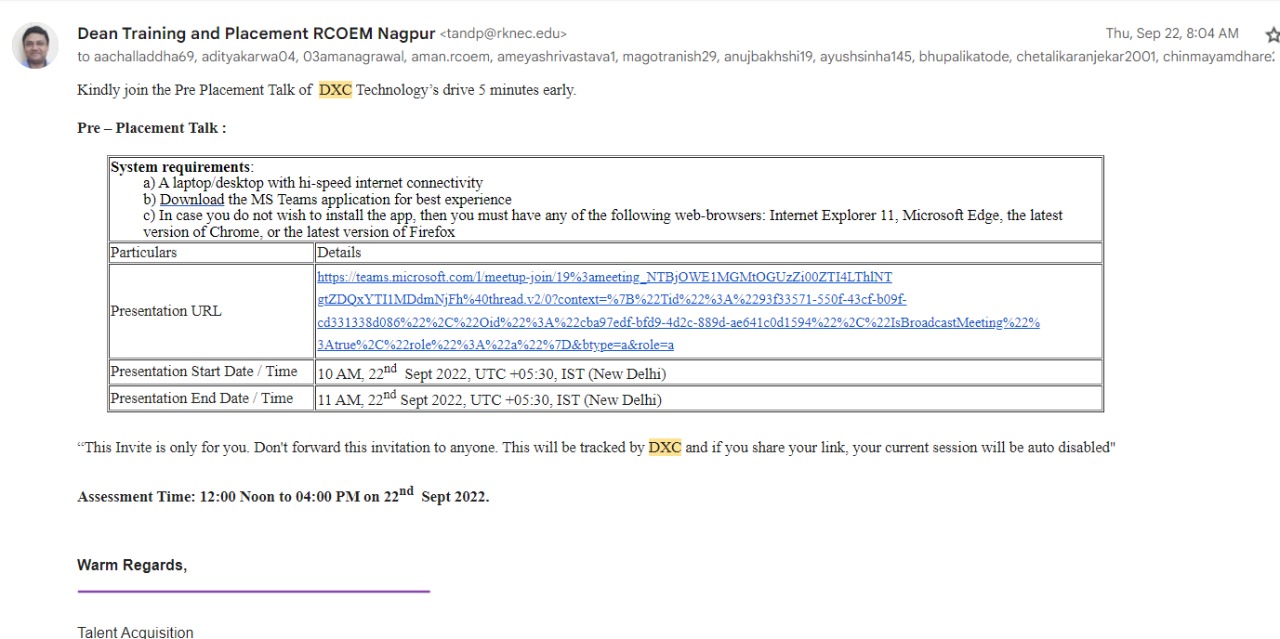 Dean Training and Placement RCOEM Nagpur <tandp@rknec.edu>
Thu, Sep 22, 8:04 AM
to aachalladdha69, adityakarwa04, 03amanagrawal, aman.rcoem, ameyashrivastava1, magotranish29, anujbakhshi19, ayushsinha145, bhupalikatode, chetalikaranjekar2001, chinmayamdhare2
Kindly join the Pre Placement Talk of DXC Technology's drive 5 minutes early.
Pre – Placement Talk :
System requirements:
a) A laptop/desktop with hi-speed internet connectivity
b) Download the MS Teams application for best experience
c) In case you do not wish to install the app, then you must have any of the following web-browsers: Internet Explorer 11, Microsoft Edge, the latest
version of Chrome, or the latest version of Firefox
Particulars Details
Presentation URL
https://teams.microsoft.com/l/meetup-join/19%3ameeting_NTBjOWE1MGMtOGUzZi00ZTI4LThlNT
gtZDQxYTI1MDdmNjFh%40thread.v2/0?context=%7B%22Tid%22%3A%2293f33571-550f-43cf-b09f-
cd331338d086%22%2C%22Oid%22%3A%22cba97edf-bfd9-4d2c-889d-ae641c0d1594%22%2C%22IsBroadcastMeeting%22%
3Atrue%2C%22role%22%3A%22a%22%7D&btype=a&role=a
Presentation Start Date / Time 10 AM, 22nd Sept 2022, UTC +05:30, IST (New Delhi)
Presentation End Date / Time 11 AM, 22nd Sept 2022, UTC +05:30, IST (New Delhi)
“This Invite is only for you. Don't forward this invitation to anyone. This will be tracked by DXC and if you share your link, your current session will be auto disabled"
Assessment Time: 12:00 Noon to 04:00 PM on 22nd Sept 2022.
Warm Regards,
Talent Acquisition